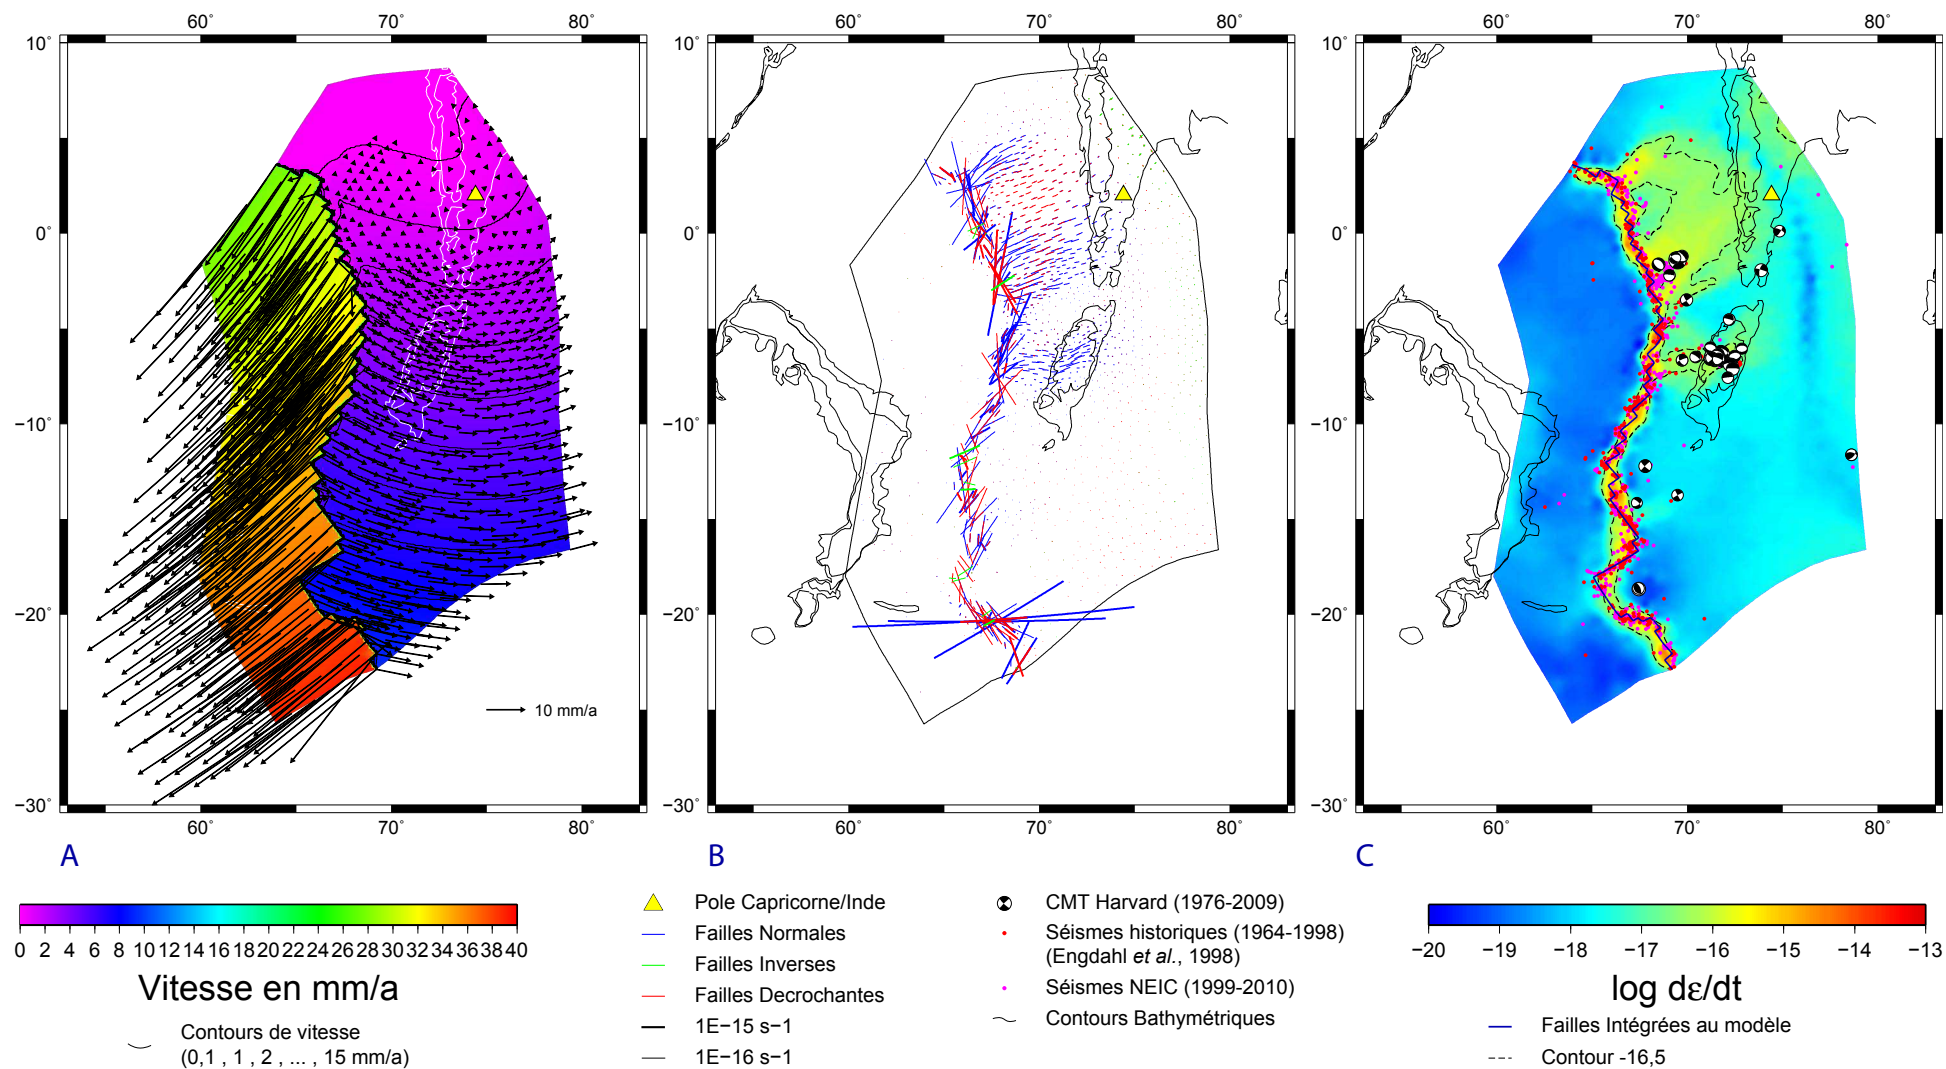 60° 70° 80° 60° 70° 80° 60° 70° 80°
10° 10° 10°
0° 0° 0°
−10° −10° −10°
−20° −20° −20°
10 mm/a
−30° −30° −30°
60° 70° 80° 60° 70° 80° 60° 70° 80°
A B C
0 2 4 6 8 10 12 14 16 18 20 22 24 26 28 30 32 34 36 38 40
Vitesse en mm/a
Contours de vitesse
(0,1 , 1 , 2 , ... , 15 mm/a)
Pole Capricorne/Inde
Failles Normales
Failles Inverses
Failles Decrochantes
1E−15 s−1
1E−16 s−1
CMT Harvard (1976-2009)
Séismes historiques (1964-1998)
(Engdahl et al., 1998)
Séismes NEIC (1999-2010)
Contours Bathymétriques
−20 −19 −18 −17 −16 −15 −14 −13
log dε/dt
Failles Intégrées au modèle
Contour -16,5